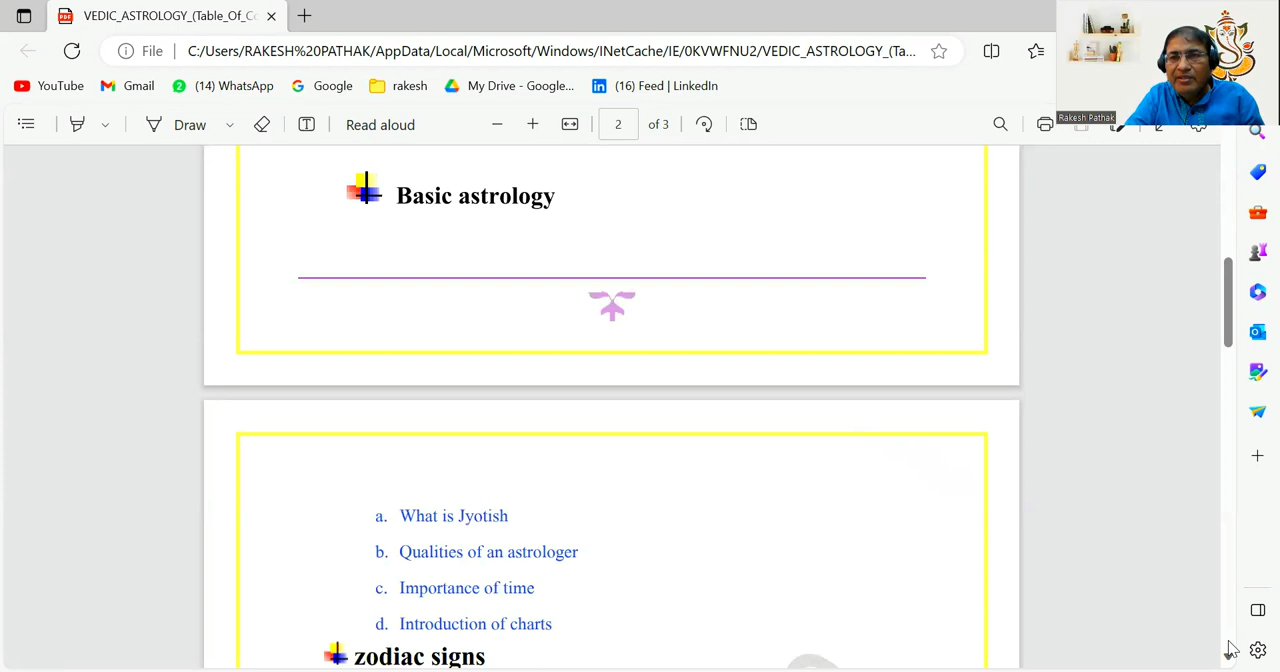 VEDIC_ASTROLOGY_(Table_Of_Co
File
C:/Users/RAKESH%20PATHAK/AppData/Local/Microsoft/Windows/INetCache/IE/0KVWFNU2/VEDIC_ASTROLOGY_(Ta...
YouTube
Gmail
2 (14) WhatsApp
Google
rakesh
My Drive - Google...
(16) Feed | LinkedIn
Draw
Read aloud
2 of 3
Rakesh Pathak
Basic astrology
a. What is Jyotish
b. Qualities of an astrologer
c. Importance of time
d. Introduction of charts
zodiac signs